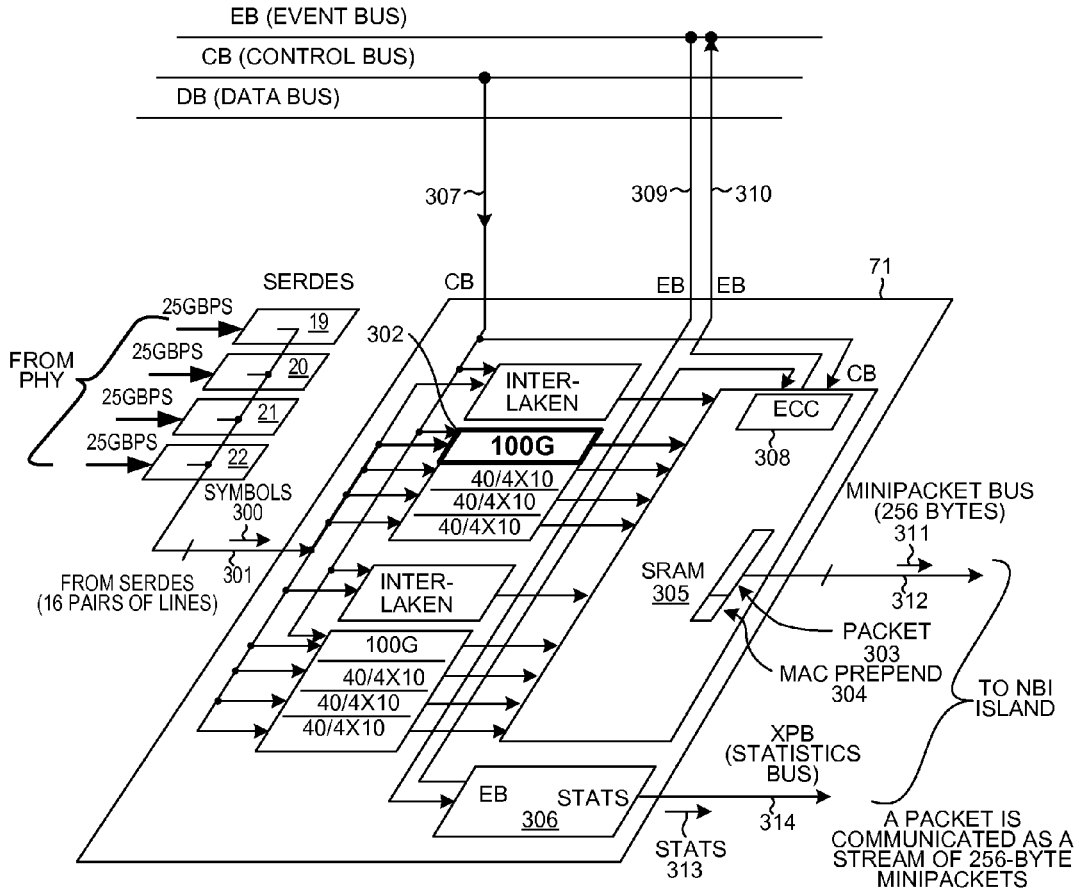 EB (EVENT BUS)
CB (CONTROL BUS)
DB (DATA BUS)
307
309
310
SERDES
CB
EB
EB
71
25GBPS
19
302
FROM
PHY
25GBPS
20
INTER-
LAKEN
CB
ECC
25GBPS
21
100G
308
25GBPS
22
40/4X10
40/4X10
40/4X10
SYMBOLS
300
MINIPACKET BUS
(256 BYTES)
311
301
FROM SERDES
(16 PAIRS OF LINES)
INTER-
LAKEN
SRAM
305
312
PACKET
303
MAC PREPEND
304
100G
40/4X10
40/4X10
40/4X10
TO NBI
ISLAND
XPB
(STATISTICS
BUS)
EB
STATS
306
314
STATS
313
A PACKET IS
COMMUNICATED AS A
STREAM OF 256-BYTE
MINIPACKETS